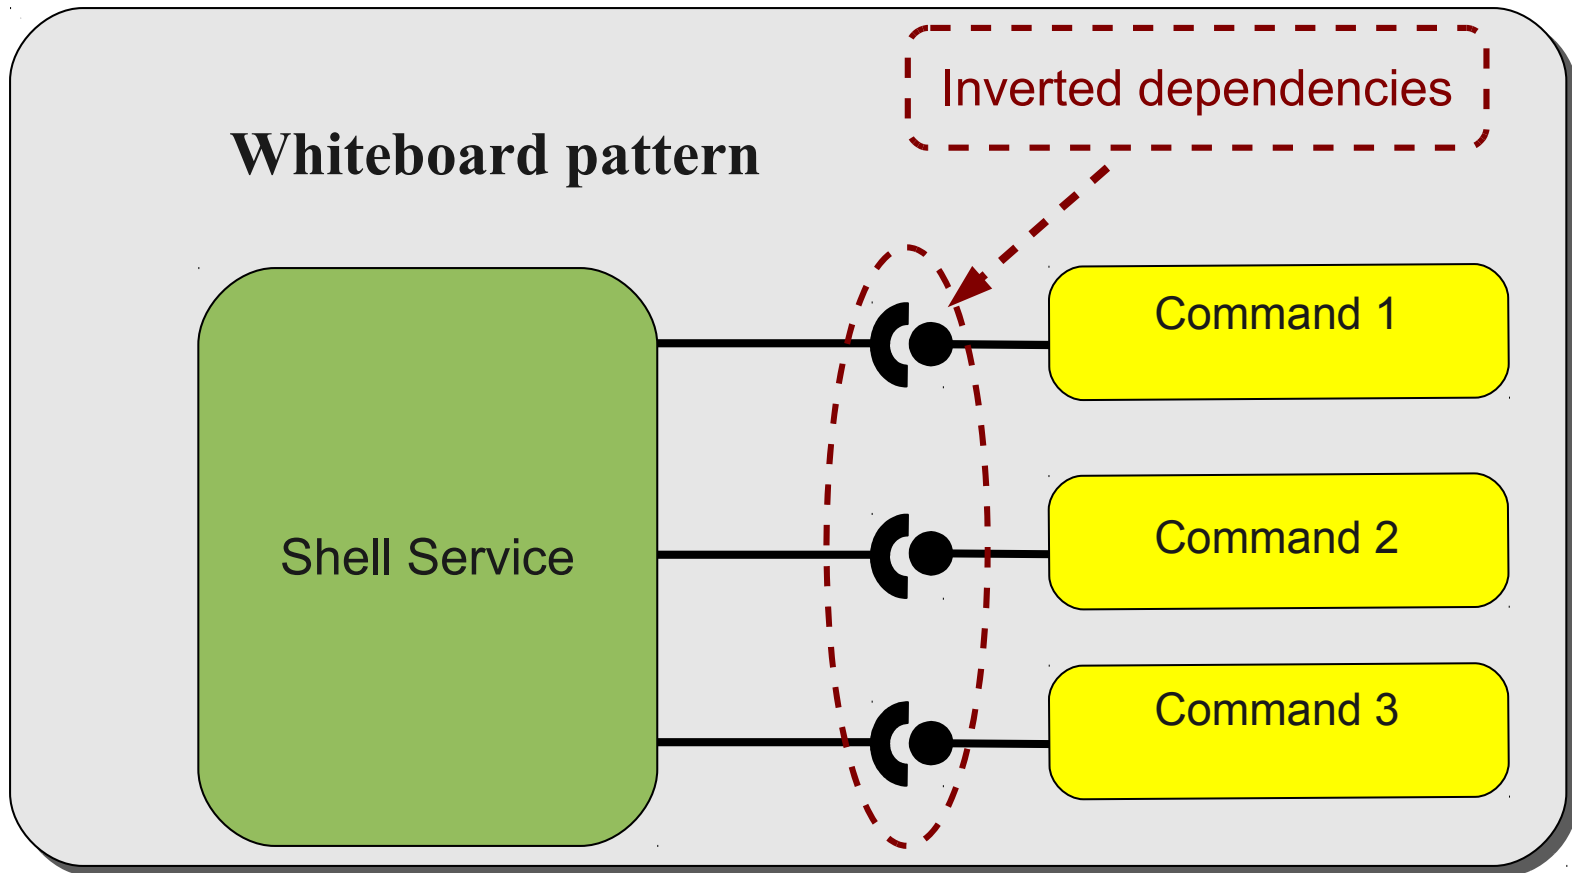 Inverted dependencies
Whiteboard pattern
Command 1
Shell Service
Command 2
Command 3